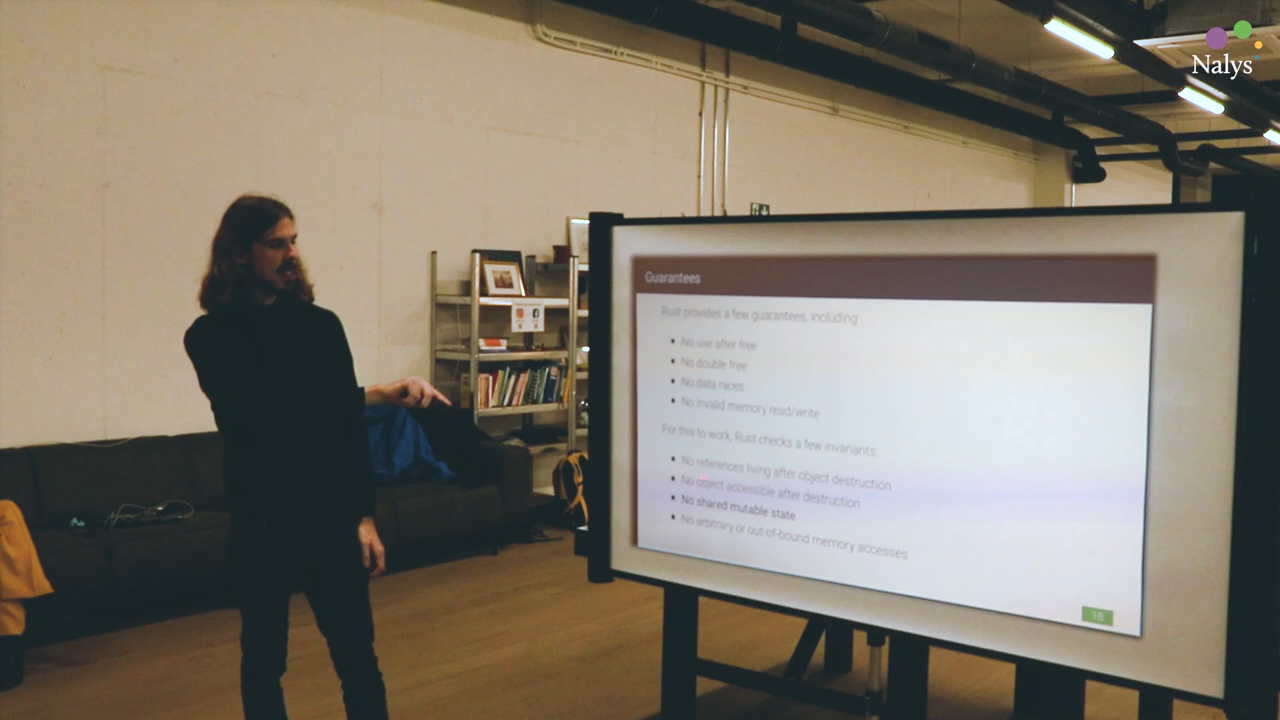 Nalys
Guarantees
Rust provides a few guarantees, including
No use after free
No double free
No data races
No invalid memory read/write
For this to work, Rust checks a few invariants:
No references living after object destruction
No object accessible after destruction
No shared mutable state
No arbitrary or out-of-bound memory accesses
18